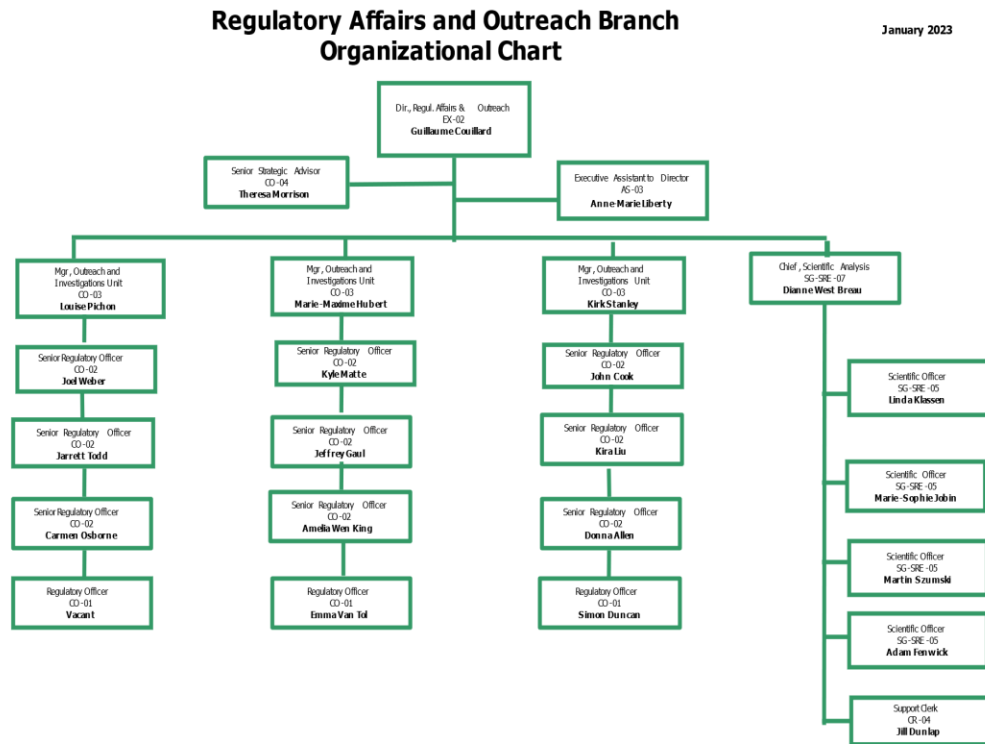 Regulatory Affairs and Outreach Branch
Organizational Chart
January 2023
Dir., Regul. Affairs & Outreach
EX-02
Guillaume Couillard
Senior Strategic Advisor
CO-04
Theresa Morrison
Executive Assistant to Director
AS-03
Anne-Marie Liberty
Mgr, Outreach and
Investigations Unit
CO-03
Louise Pichon
Mgr, Outreach and
Investigations Unit
CO-03
Marie-Maxime Hubert
Mgr, Outreach and
Investigations Unit
CO-03
Kirk Stanley
Chief, Scientific Analysis
SG-SRE-07
Dianne West Breau
Senior Regulatory Officer
CO-02
Joel Weber
Senior Regulatory Officer
CO-02
Jarrett Todd
Senior Regulatory Officer
CO-02
Carmen Osborne
Regulatory Officer
CO-01
Vacant
Senior Regulatory Officer
CO-02
Kyle Matte
Senior Regulatory Officer
CO-02
Jeffrey Gaul
Senior Regulatory Officer
CO-02
Amelia Wen King
Regulatory Officer
CO-01
Emma Van Tol
Senior Regulatory Officer
CO-02
John Cook
Senior Regulatory Officer
CO-02
Kira Liu
Senior Regulatory Officer
CO-02
Donna Allen
Regulatory Officer
CO-01
Simon Duncan
Scientific Officer
SG-SRE-05
Linda Klassen
Scientific Officer
SG-SRE-05
Marie-Sophie Jobin
Scientific Officer
SG-SRE-05
Martin Szumski
Scientific Officer
SG-SRE-05
Adam Fenwick
Support Clerk
CR-04
Jill Dunlap